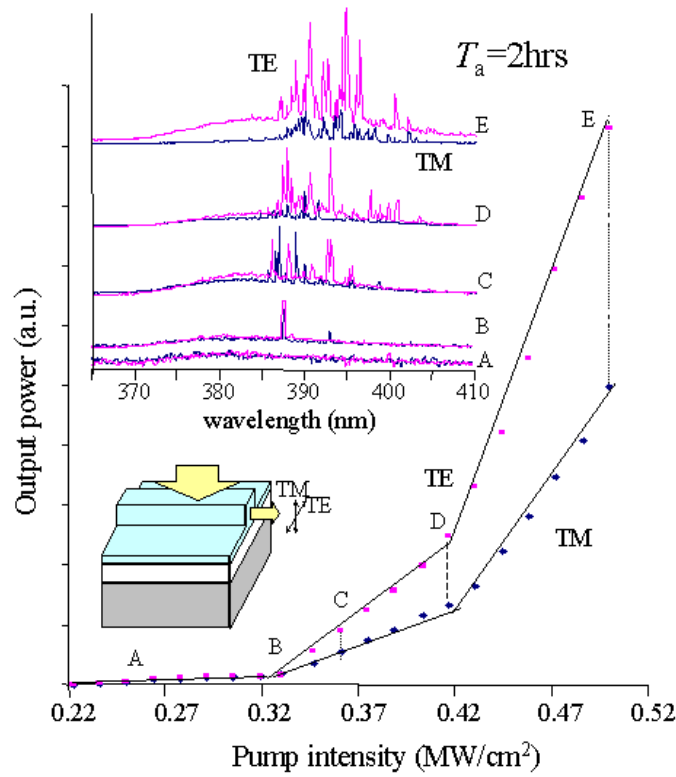 TE
Tₐ=2hrs
E
E
TM
D
C
B
A
370 380 390 400 410
wavelength (nm)
Output power (a.u.)
TM
TE
TE
D
TM
C
B
A
0.22 0.27 0.32 0.37 0.42 0.47 0.52
Pump intensity (MW/cm²)